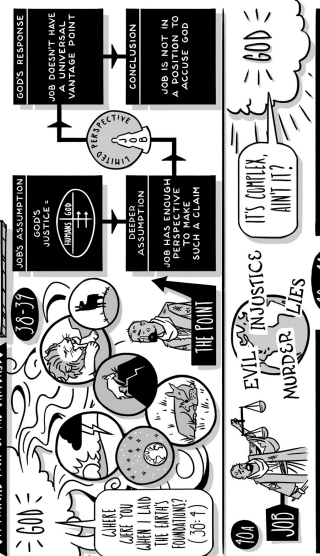 GOD
WHERE
WERE YOU
WHEN I LAID
THE EARTH'S
FOUNDATIONS?
(38:4)
38-39
THE POINT
JOB'S ASSUMPTION
GOD'S
JUSTICE =
HUMANS GOD
DEEPER
ASSUMPTION
JOB HAS ENOUGH
PERSPECTIVE
TO MAKE
SUCH A CLAIM
LIMITED PERSPECTIVE
JOB
GOD'S RESPONSE
JOB DOESN'T HAVE
A UNIVERSAL
VANTAGE POINT
CONCLUSION
JOB IS NOT IN
A POSITION TO
ACCUSE GOD
40A
JOB
EVIL
INJUSTICE
MURDER
LIES
IT'S COMPLEX,
AIN'T IT?
GOD